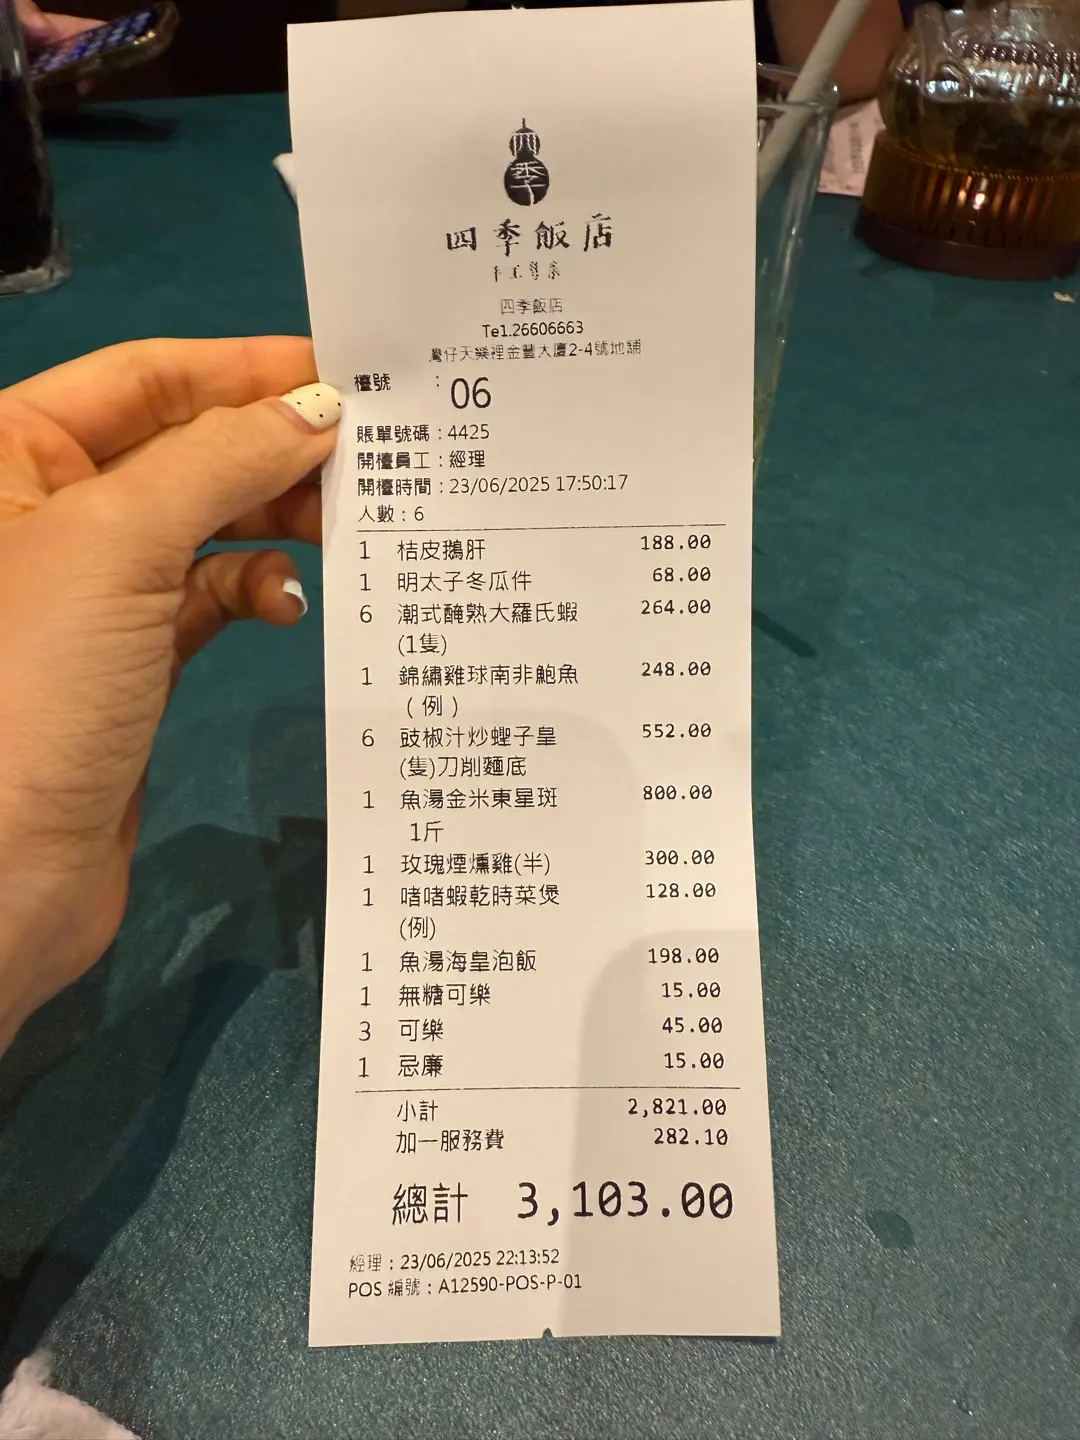 四季
四季飯店
手工粵系
四季飯店
Tel.26606663
灣仔天樂裡金豐大廈2-4號地舖
檯號 : 06
賬單號碼：4425
開檯員工：經理
開檯時間：23/06/2025 17:50:17
人數：6
1 桔皮鵝肝 188.00
1 明太子冬瓜件 68.00
6 潮式醃熟大羅氏蝦 264.00
(1隻)
1 錦繡雞球南非鮑魚 248.00
（例）
6 豉椒汁炒蟶子皇 552.00
(隻)刀削麵底
1 魚湯金米東星斑 800.00
1斤
1 玫瑰煙燻雞(半) 300.00
1 啫啫蝦乾時菜煲 128.00
(例)
1 魚湯海皇泡飯 198.00
1 無糖可樂 15.00
3 可樂 45.00
1 忌廉 15.00
小計 2,821.00
加一服務費 282.10
總計 3,103.00
經理：23/06/2025 22:13:52
POS 編號：A12590-POS-P-01